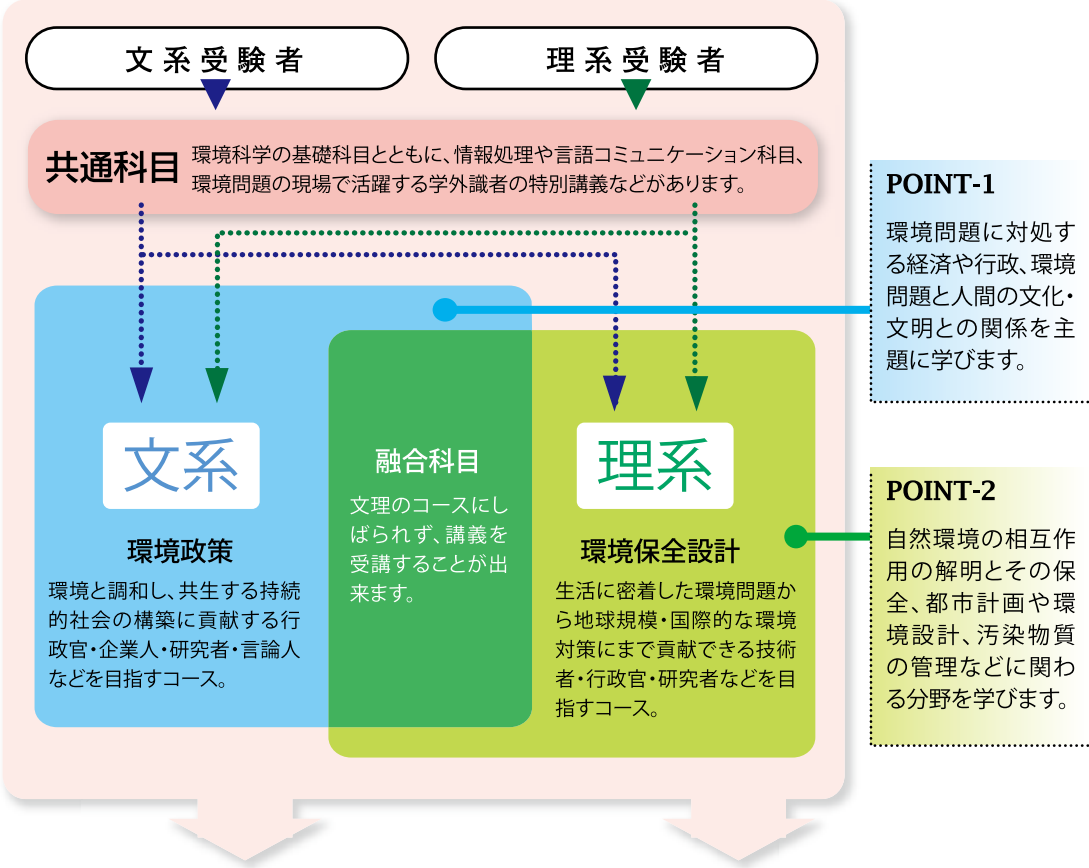 文系受験者
理系受験者
共通科目
環境科学の基礎科目とともに、情報処理や言語コミュニケーション科目、
環境問題の現場で活躍する学外識者の特別講義などがあります。
文系
環境政策
環境と調和し、共生する持続
的社会の構築に貢献する行
政官・企業人・研究者・言論人
などを目指すコース。
融合科目
文理のコースにし
ばられず、講義を
受講することが出
来ます。
理系
環境保全設計
生活に密着した環境問題か
ら地球規模・国際的な環境
対策にまで貢献できる技術
者・行政官・研究者などを目
指すコース。
POINT-1
環境問題に対処す
る経済や行政、環境
問題と人間の文化・
文明との関係を主
題に学びます。
POINT-2
自然環境の相互作
用の解明とその保
全、都市計画や環
境設計、汚染物質
の管理などに関わ
る分野を学びます。